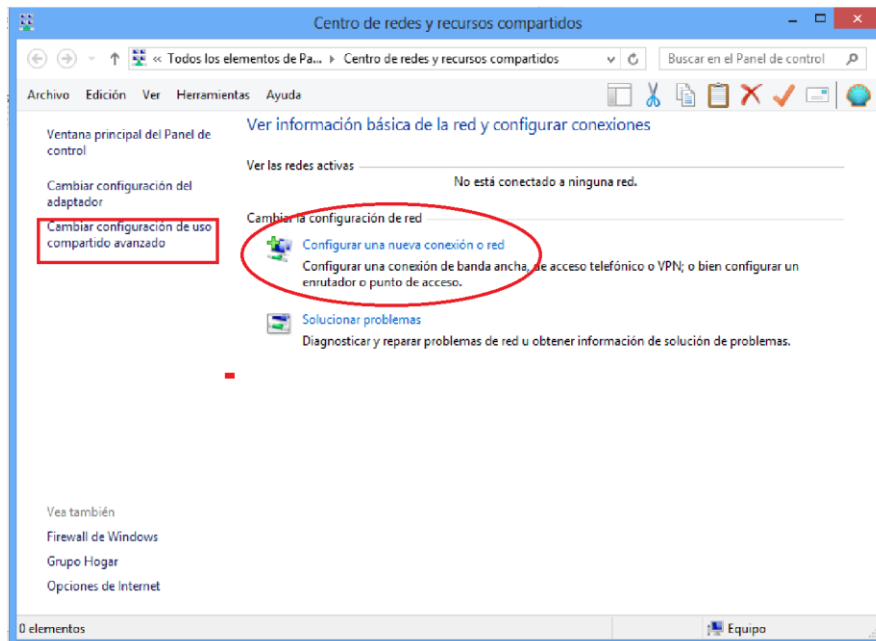 Centro de redes y recursos compartidos
« Todos los elementos de Pa... Centro de redes y recursos compartidos
Buscar en el Panel de control
Archivo Edición Ver Herramientas Ayuda
Ventana principal del Panel de
control
Cambiar configuración del
adaptador
Cambiar configuración de uso
compartido avanzado
Ver información básica de la red y configurar conexiones
Ver las redes activas
No está conectado a ninguna red.
Cambiar la configuración de red
Configurar una nueva conexión o red
Configurar una conexión de banda ancha, de acceso telefónico o VPN; o bien configurar un
enrutador o punto de acceso.
Solucionar problemas
Diagnosticar y reparar problemas de red u obtener información de solución de problemas.
Vea también
Firewall de Windows
Grupo Hogar
Opciones de Internet
0 elementos
Equipo